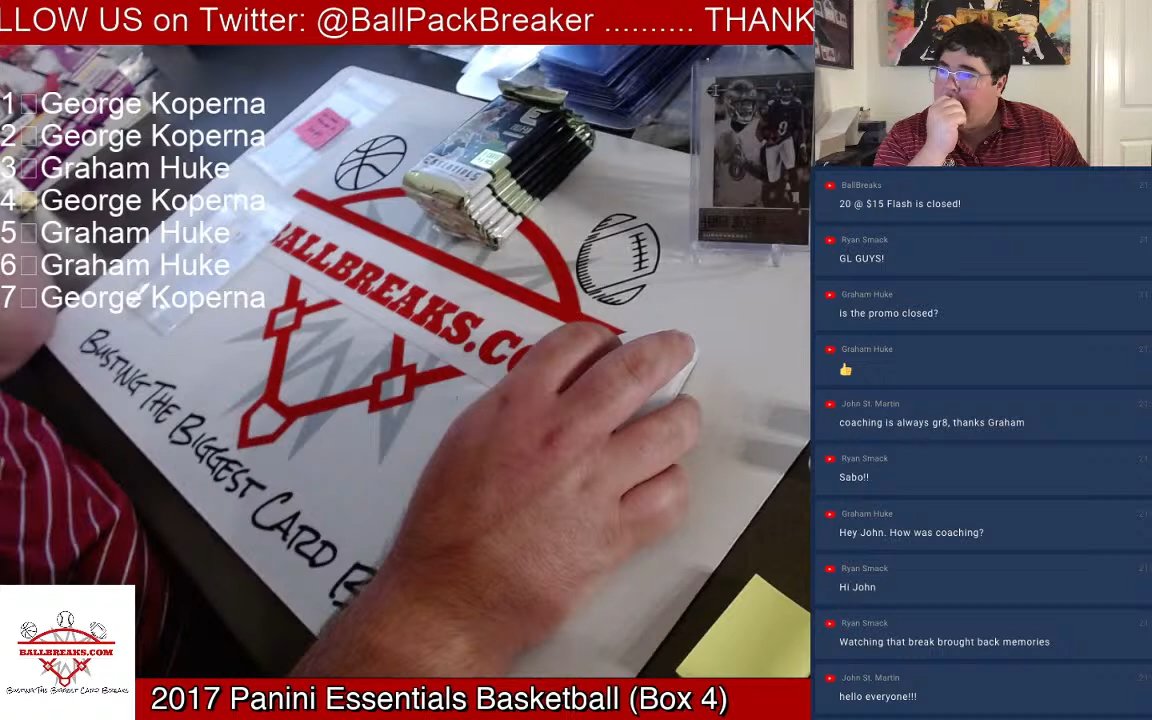 LLOW US on Twitter: @BallPackBreaker .......... THANK
1 George Koperna
2 George Koperna
3 Graham Huke
4 George Koperna
5 Graham Huke
6 Graham Huke
7 George Koperna
BALLBREAKS.CO
BUSTING THE BIGGEST CARD B
BALLBREAKS.COM
BUSTING THE BIGGEST CARD BREAKS
2017 Panini Essentials Basketball (Box 4)
BallBreaks
20 @ $15 Flash is closed!
Ryan Smack
GL GUYS!
Graham Huke
is the promo closed?
Graham Huke
👍
John St. Martin
coaching is always gr8, thanks Graham
Ryan Smack
Sabo!!
Graham Huke
Hey John. How was coaching?
Ryan Smack
Hi John
Ryan Smack
Watching that break brought back memories
John St. Martin
hello everyone!!!